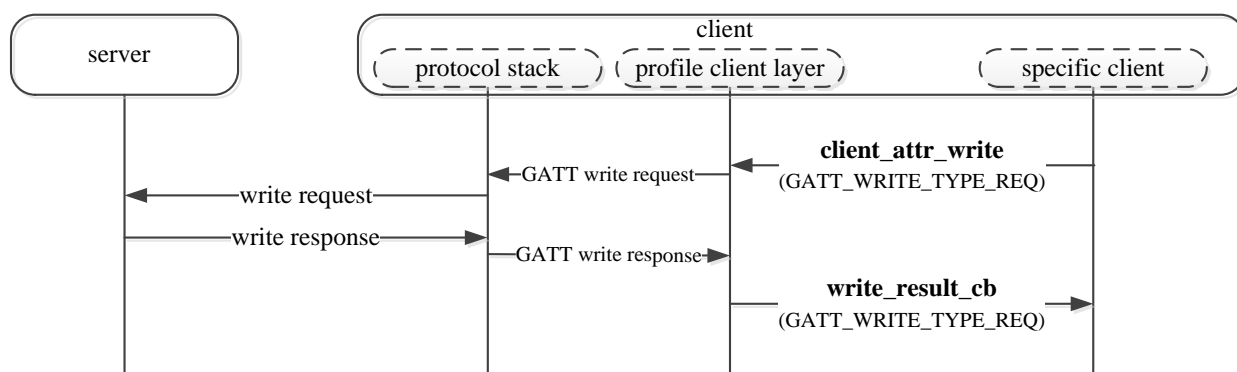 client
server
protocol stack
profile client layer
specific client
client_attr_write
(GATT_WRITE_TYPE_REQ)
GATT write request
write request
write response
GATT write response
write_result_cb
(GATT_WRITE_TYPE_REQ)